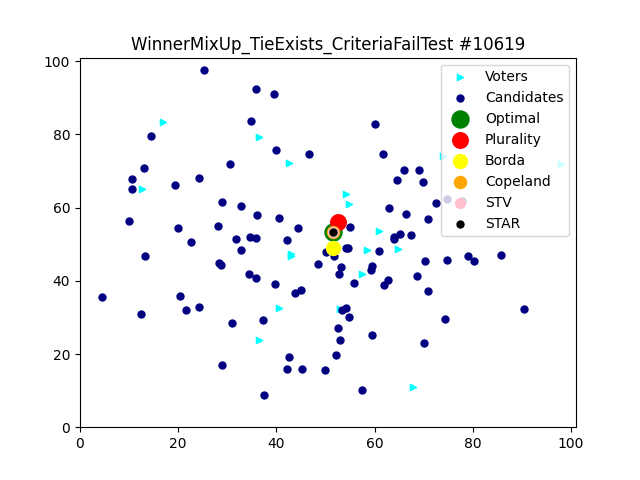 WinnerMixUp_TieExists_CriteriaFailTest #10619
100
80
60
40
20
0
0
20
40
60
80
100
Voters
Candidates
Optimal
Plurality
Borda
Copeland
STV
STAR